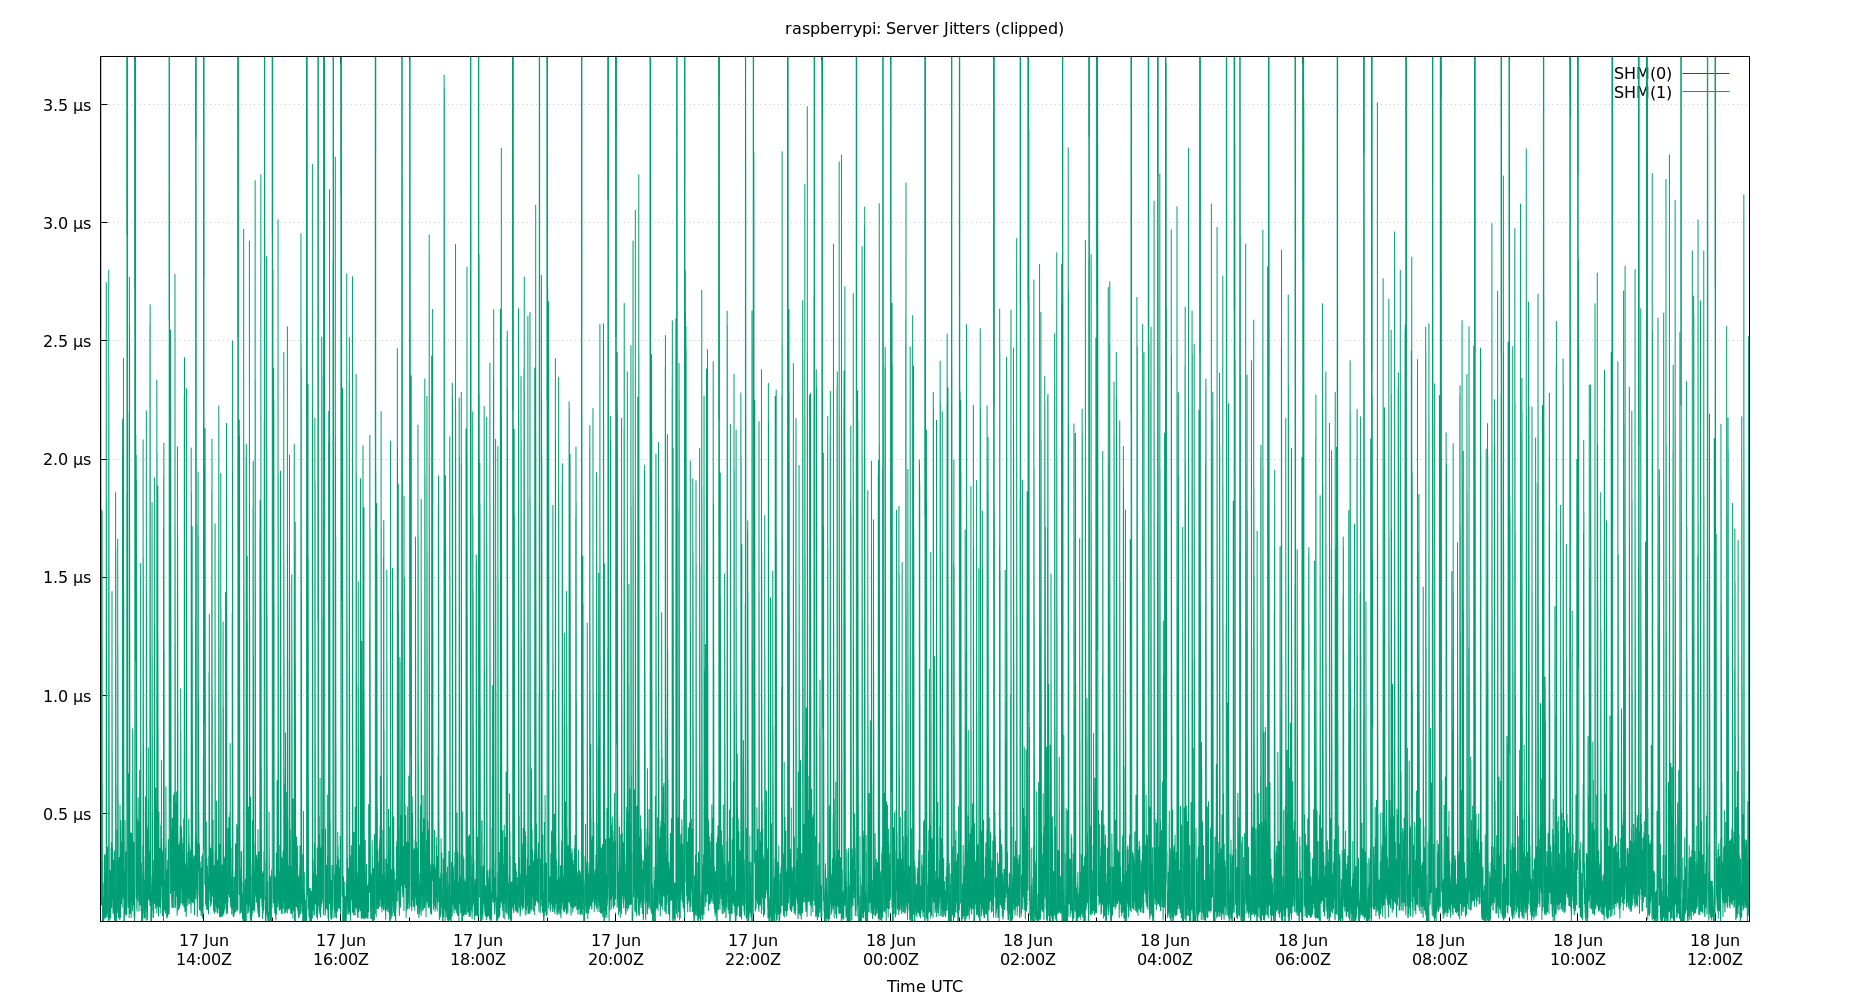 raspberrypi: Server Jitters (clipped)
SHM(0)
SHM(1)
3.5 µs
3.0 µs
2.5 µs
2.0 µs
1.5 µs
1.0 µs
0.5 µs
17 Jun 17 Jun 17 Jun 17 Jun 17 Jun 18 Jun 18 Jun 18 Jun 18 Jun 18 Jun 18 Jun 18 Jun
14:00Z 16:00Z 18:00Z 20:00Z 22:00Z 00:00Z 02:00Z 04:00Z 06:00Z 08:00Z 10:00Z 12:00Z
Time UTC